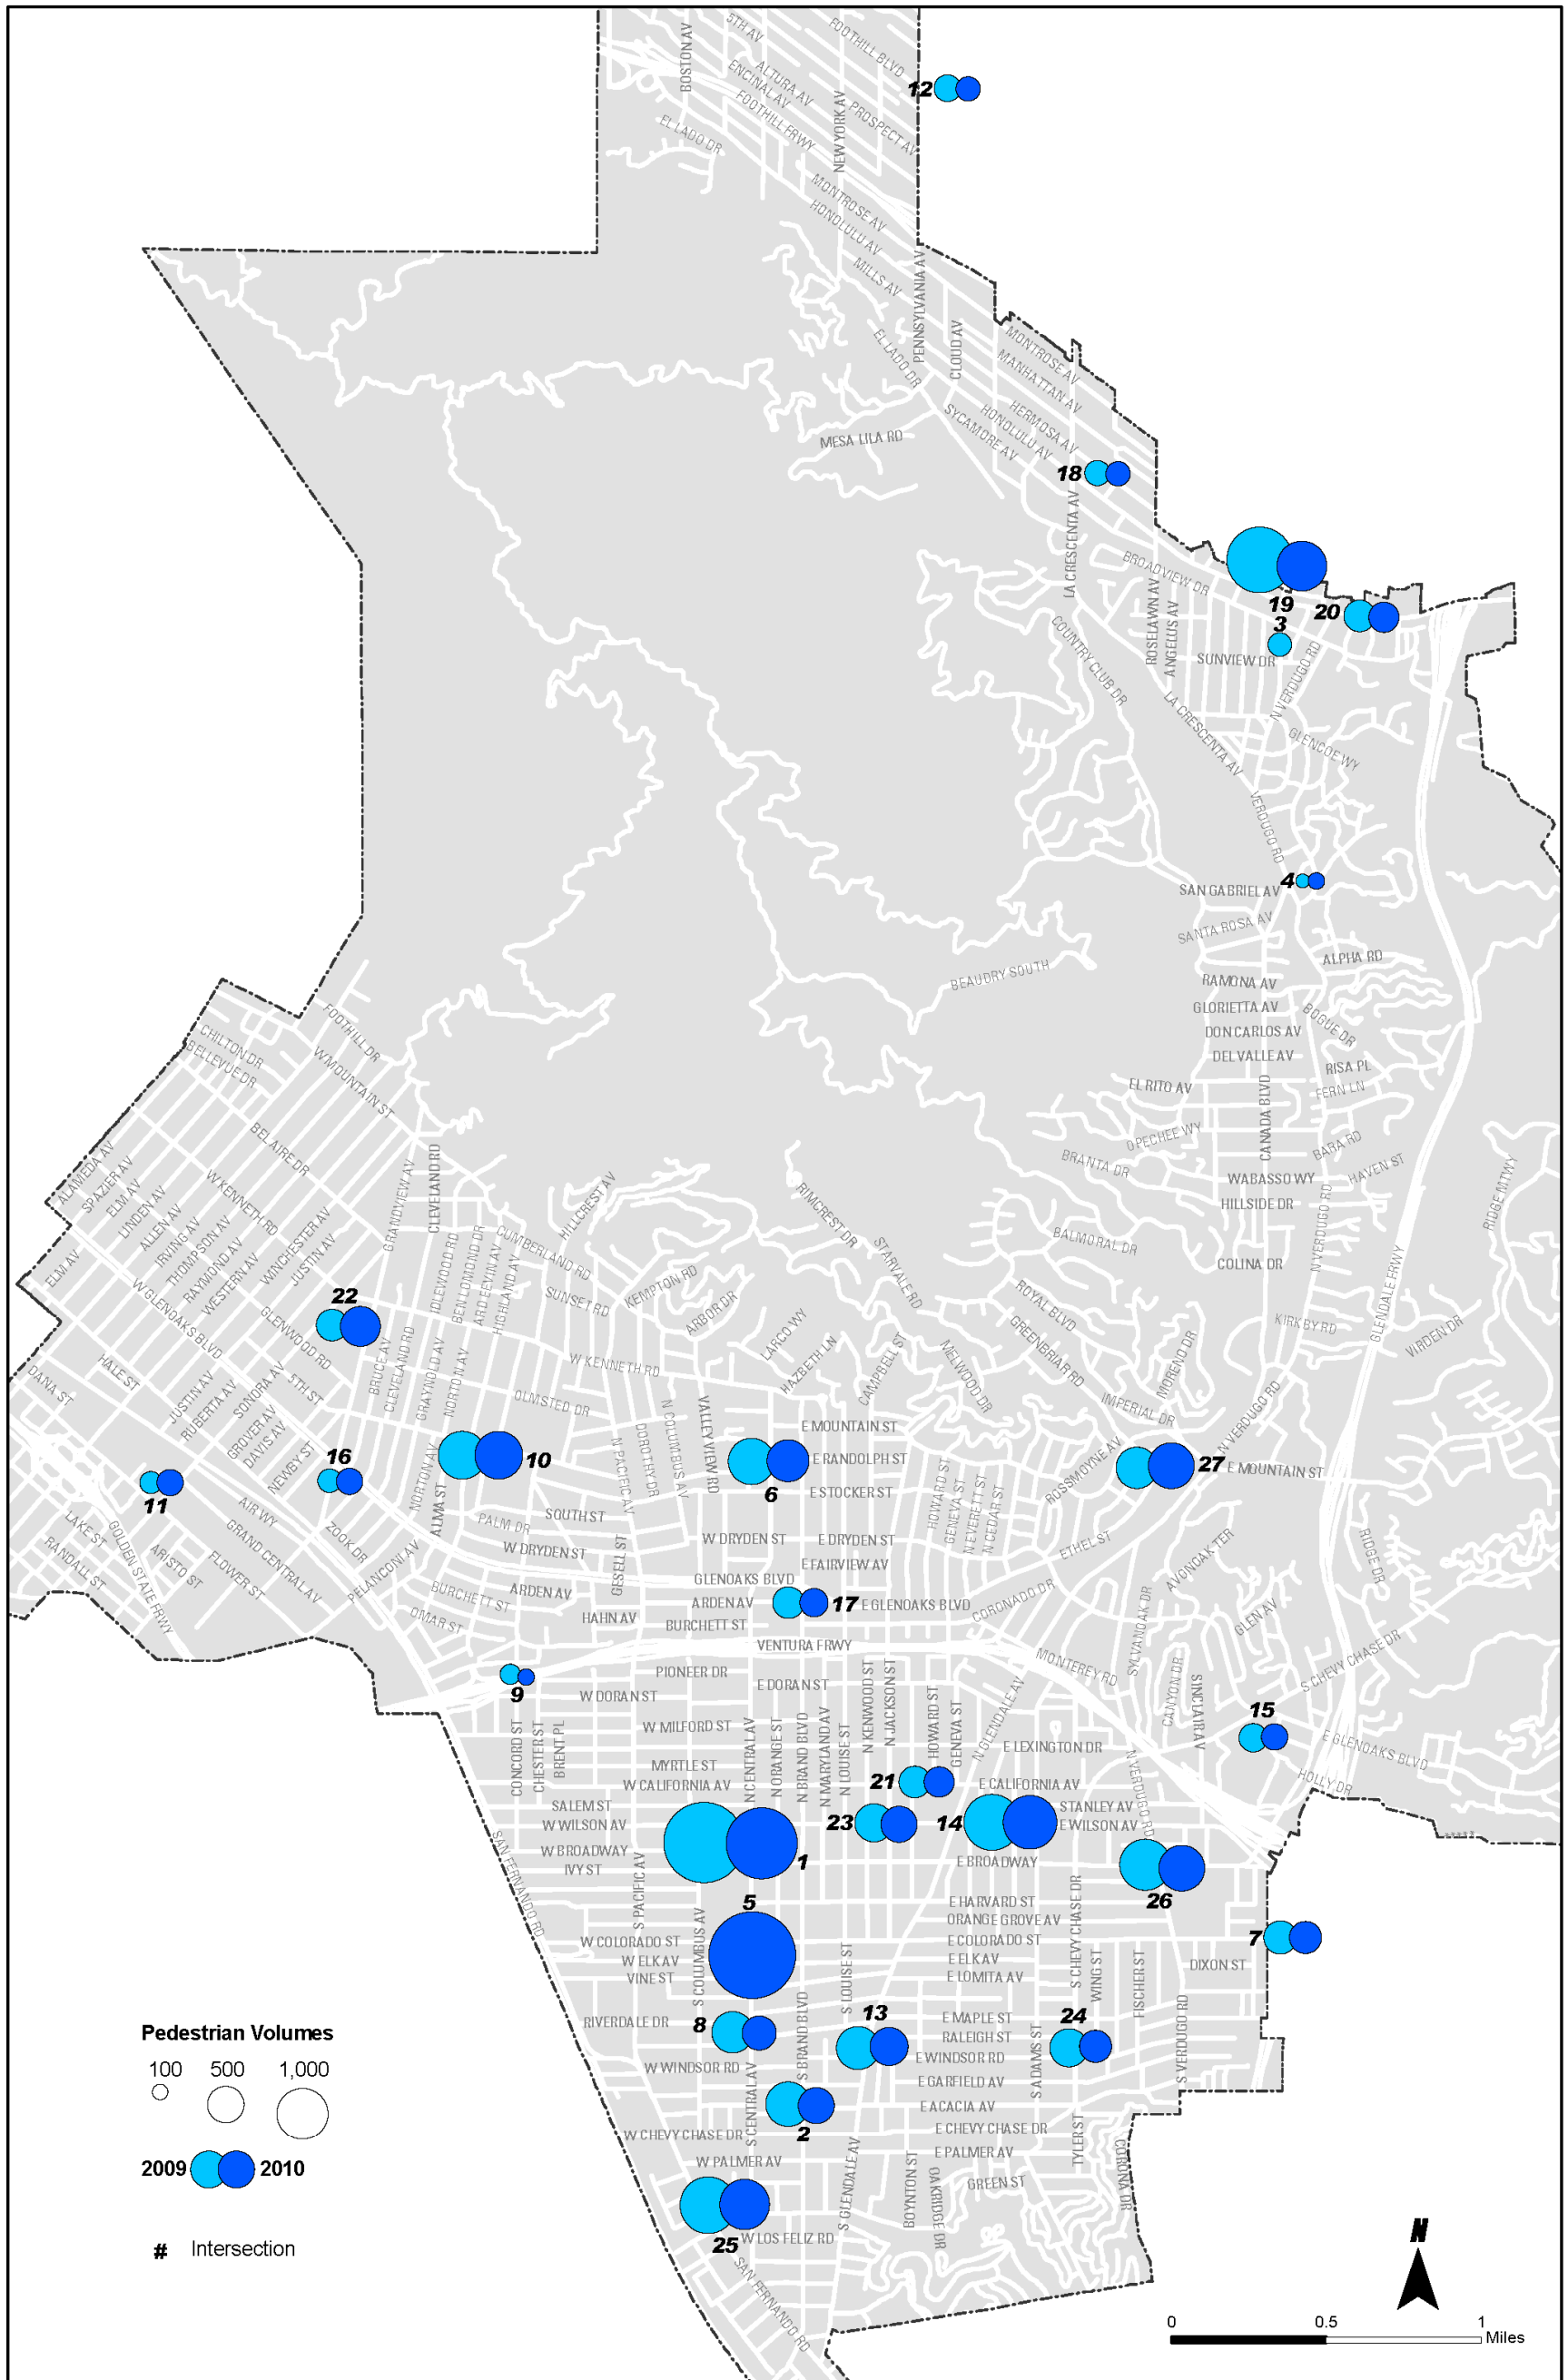 BOSTON AV
5TH AV
FOOTHILL BLVD
ALTURA AV
ENCINAL AV
FOOTHILL FRWY
NEW YORK AV
PROSPECT AV
12
EL LADO DR
MONTROSE AV
HONOLULU AV
MILLS AV
PENNSYLVANIA AV
CLOUD AV
EL LADO DR
MONTROSE AV
MANHATTAN AV
HERMOSA AV
HONOLULU AV
SYCAMORE AV
MESA LILA RD
18
LA CRESCENTA AV
BROADVIEW DR
ROSELAWN AV
ANGELUS AV
19
3
20
SUNVIEW DR
COUNTRY CLUB DR
N VERDUGO RD
LA CRESCENTA AV
GLENCOE WY
VERDUGO RD
4
SAN GABRIEL AV
SANTA ROSA AV
ALPHA RD
BEAUDRY SOUTH
RAMONA AV
GLORIETTA AV
BOGUE DR
DON CARLOS AV
DEL VALLE AV
RISA PL
EL RITO AV
FERN LN
CANADA BLVD
OPECHEE WY
BARA RD
BRANTA DR
HAVEN ST
WABASSO WY
HILLSIDE DR
RIDGE MTWY
BALMORAL DR
COLINA DR
N VERDUGO RD
GLENDALE FRWY
FOOTHILL DR
CHILTON DR
BELLEVUE DR
W MOUNTAIN ST
BELAIRE DR
ALAMEDA AV
SPAZIER AV
ELM AV
LINDEN AV
ALLEN AV
IRVING AV
THOMPSON AV
RAYMOND AV
WESTERN AV
W KENNETH RD
WINCHESTER AV
JUSTIN AV
GRANDVIEW AV
CLEVELAND RD
CUMBERLAND RD
HILLCREST AV
RIMCREST DR
STARVALE RD
ELM AV
W GLENOAKS BLVD
GLENWOOD RD
22
IDLEWOOD RD
BEN LOMOND DR
ARD EEVIN AV
HIGHLAND AV
SUNSET RD
KEMPTON RD
ARBOR DR
LARCO WY
HAZBETH LN
CAMPBELL ST
MELWOOD DR
ROYAL BLVD
GREENBRIAR RD
MORENO DR
KIRKBY RD
VIRDEN DR
DANA ST
HALE ST
JUSTIN AV
RUBERTA AV
SONORA AV
5TH ST
GROVER AV
DAVIS AV
NEWBY ST
BRUCE AV
CLEVELAND RD
GRAYNOLD AV
NORTON AV
W KENNETH RD
OLMSTED DR
N COLUMBUS AV
VALLEY VIEW RD
DOROTHY DR
N PACIFIC AV
IMPERIAL DR
N VERDUGO RD
E MOUNTAIN ST
E RANDOLPH ST
6
E STOCKER ST
ROSSMOYNE AV
27
E MOUNTAIN ST
16
10
11
NORTON AV
ALMA ST
SOUTH ST
PALM DR
W DRYDEN ST
W DRYDEN ST
E DRYDEN ST
HOWARD ST
GENEVA ST
N EVERETT ST
N CEDAR ST
ETHEL ST
AVONOAK TER
RIDGE DR
AIR WY
GRAND CENTRAL AV
ZOOK DR
LAKE ST
RANDALL ST
GOLDEN STATE FRWY
ARISTO ST
FLOWER ST
PELANCONI AV
BURCHETT ST
OMAR ST
ARDEN AV
GESELL ST
HAHN AV
E FAIRVIEW AV
GLENOAKS BLVD
ARDEN AV
17
E GLENOAKS BLVD
BURCHETT ST
CORONADO DR
VENTURA FRWY
MONTEREY RD
SYLVANOAK DR
GLEN AV
S CHEVY CHASE DR
9
PIONEER DR
W DORAN ST
E DORAN ST
CANYON DR
SINCLAIR AV
15
W MILFORD ST
N KENWOOD ST
N JACKSON ST
HOWARD ST
GENEVA ST
N GLENDALE AV
E LEXINGTON DR
E GLENOAKS BLVD
HOLLY DR
CONCORD ST
CHESTER ST
BRENT PL
MYRTLE ST
W CALIFORNIA AV
N CENTRAL AV
N ORANGE ST
N BRAND BLVD
N MARYLAND AV
N LOUISE ST
21
E CALIFORNIA AV
N VERDUGO RD
SALEM ST
W WILSON AV
23
14
STANLEY AV
E WILSON AV
W BROADWAY
IVY ST
1
E BROADWAY
SAN FERNANDO RD
S PACIFIC AV
26
5
E HARVARD ST
ORANGE GROVE AV
S CHEVY CHASE DR
W COLORADO ST
S COLUMBUS AV
E COLORADO ST
7
W ELK AV
E ELK AV
VINE ST
S LOUISE ST
E LOMITA AV
WING ST
FISCHER ST
DIXON ST
RIVERDALE DR
8
S BRAND BLVD
13
E MAPLE ST
24
RALEIGH ST
W WINDSOR RD
E WINDSOR RD
S ADAMS ST
S VERDUGO RD
E GARFIELD AV
S CENTRAL AV
E ACACIA AV
W CHEVY CHASE DR
2
E CHEVY CHASE DR
TYLER ST
W PALMER AV
E PALMER AV
S GLENDALE AV
BOYNTON ST
OAKRIDGE DR
GREEN ST
CORONA DR
25
W LOS FELIZ RD
SAN FERNANDO RD
Pedestrian Volumes
100 500 1,000
2009 2010
# Intersection
N
0 0.5 1
Miles